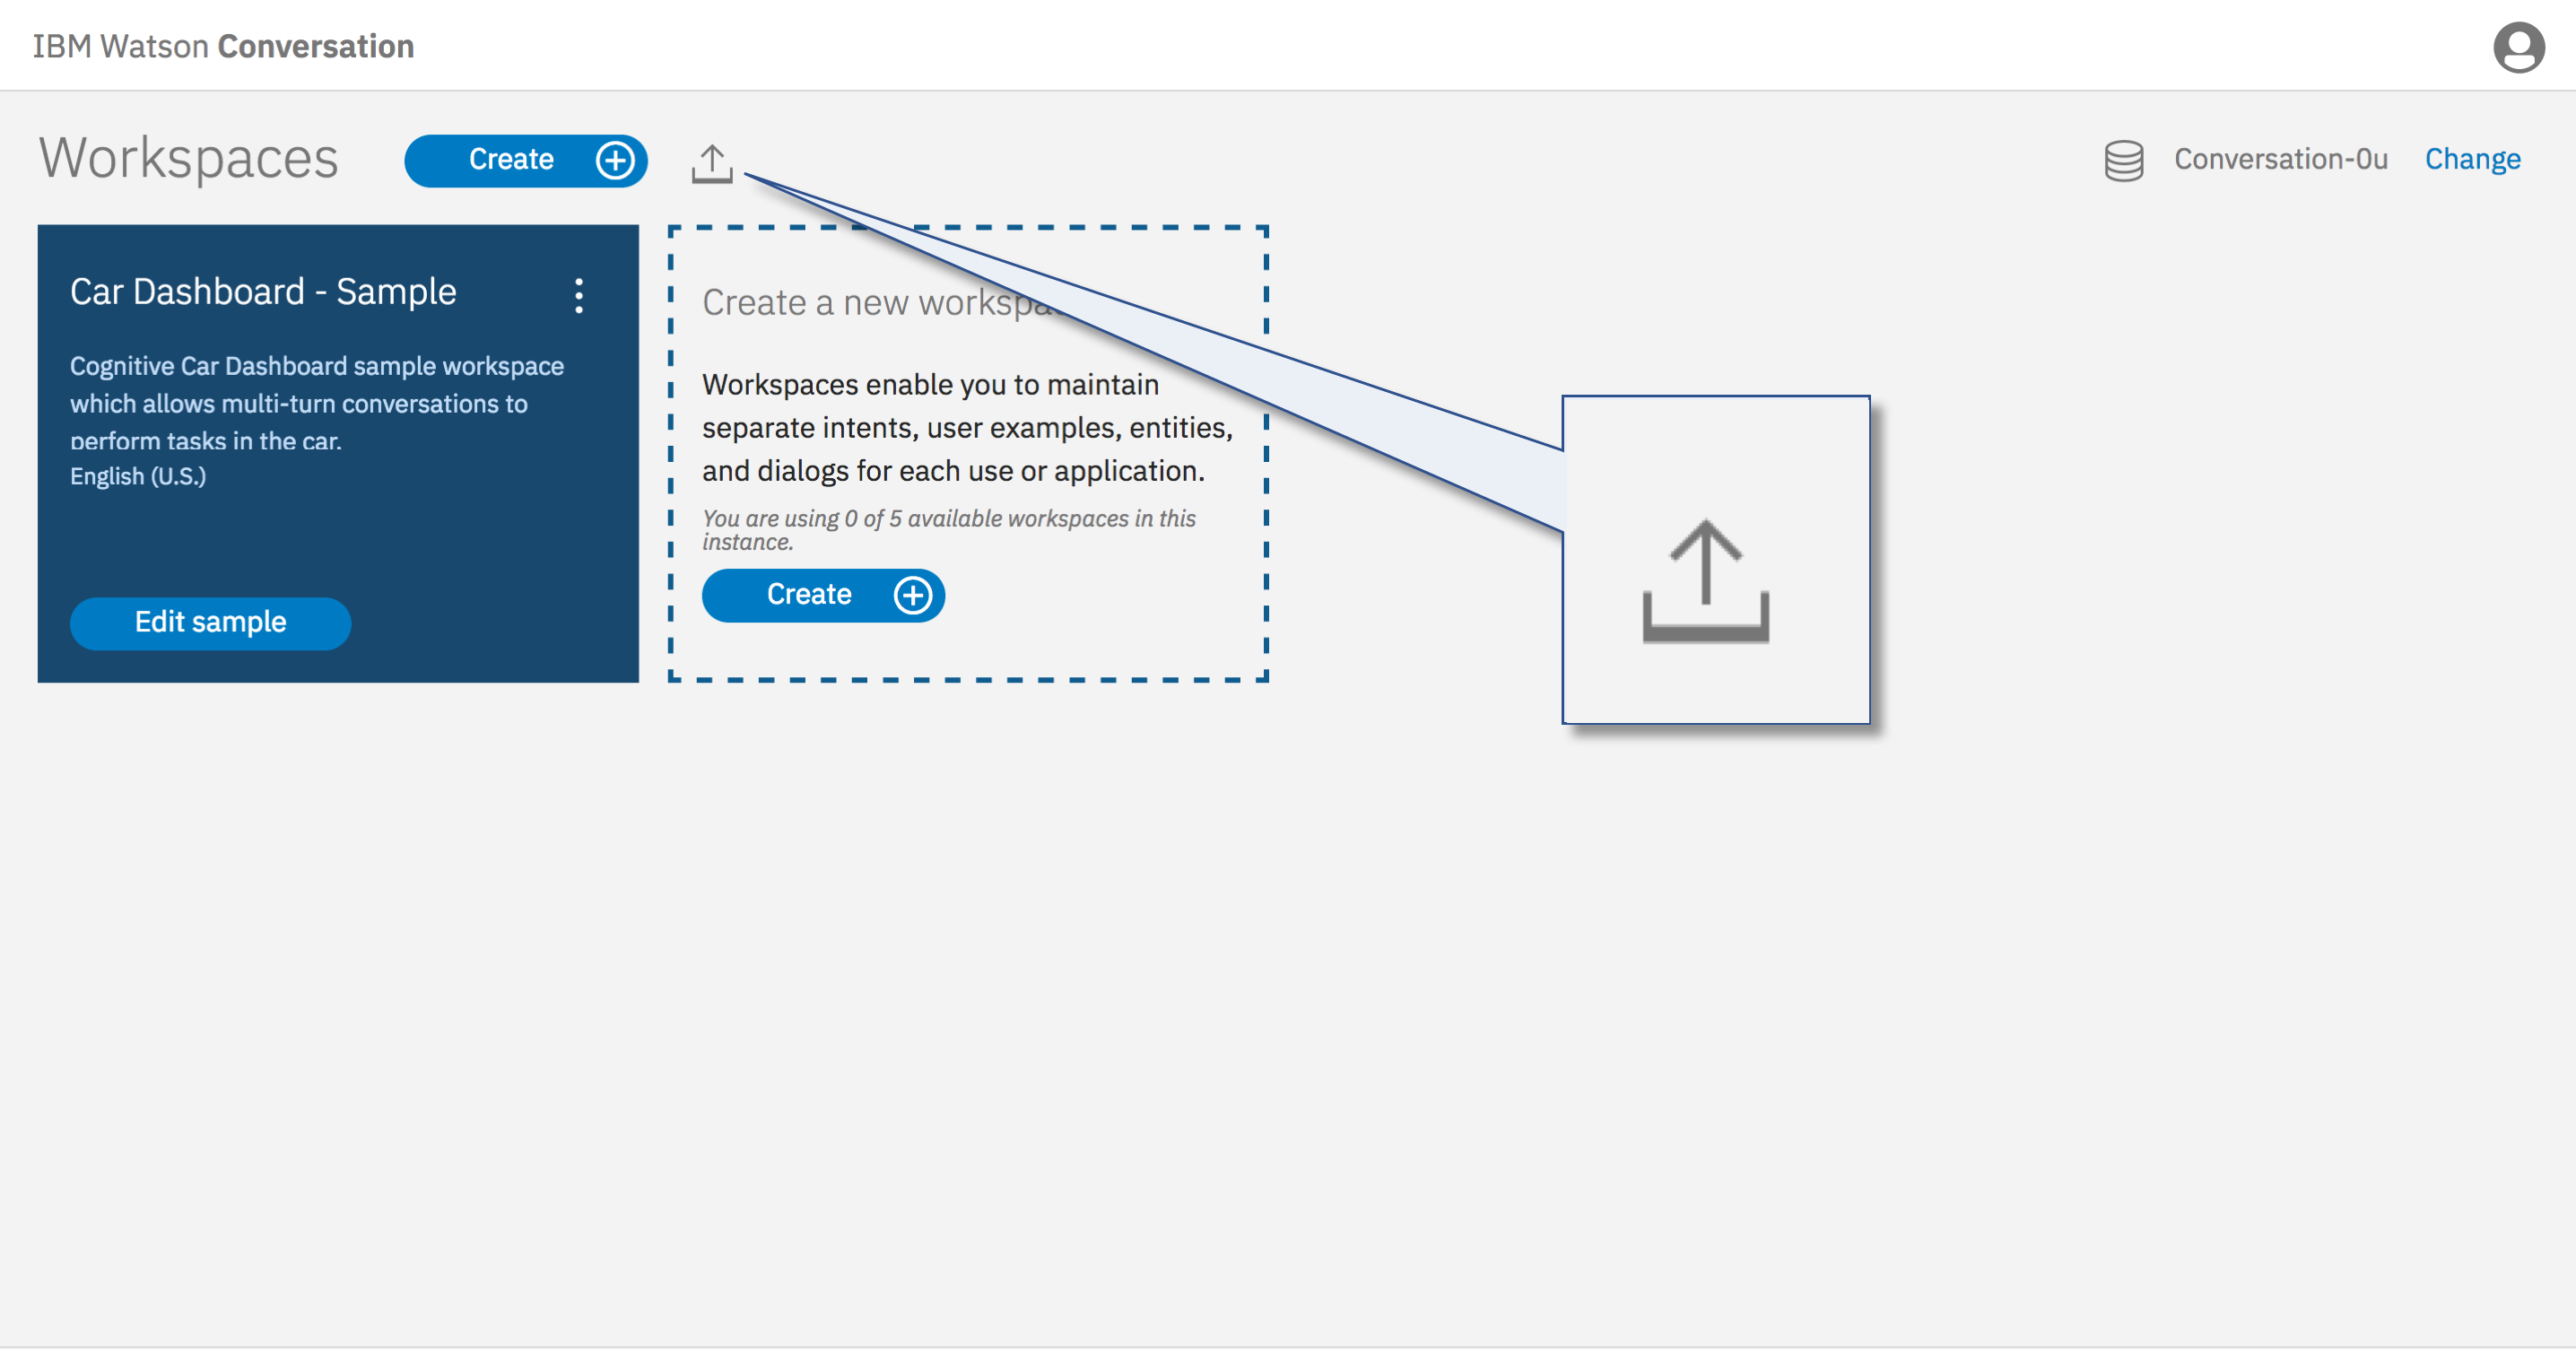 IBM Watson Conversation
Workspaces
Create
Conversation-0u
Change
Car Dashboard - Sample
Cognitive Car Dashboard sample workspace
which allows multi-turn conversations to
perform tasks in the car.
English (U.S.)
Edit sample
Create a new
Workspaces enable you to maintain
separate intents, user examples, entities,
and dialogs for each use or application.
You are using 0 of 5 available workspaces in this
instance.
Create